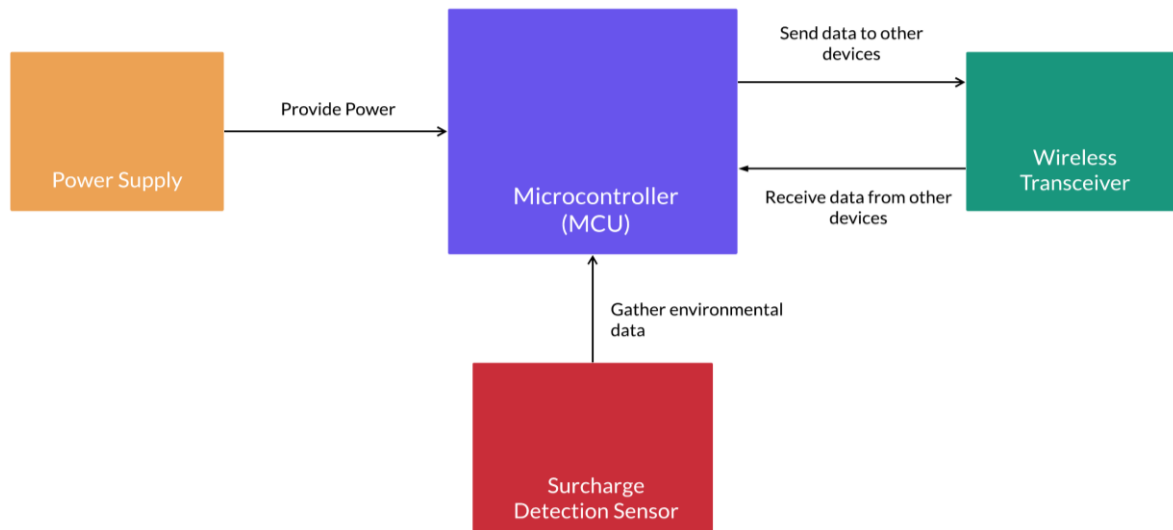 Send data to other
devices
Provide Power
Power Supply
Microcontroller
(MCU)
Wireless
Transceiver
Receive data from other
devices
Gather environmental
data
Surcharge
Detection Sensor